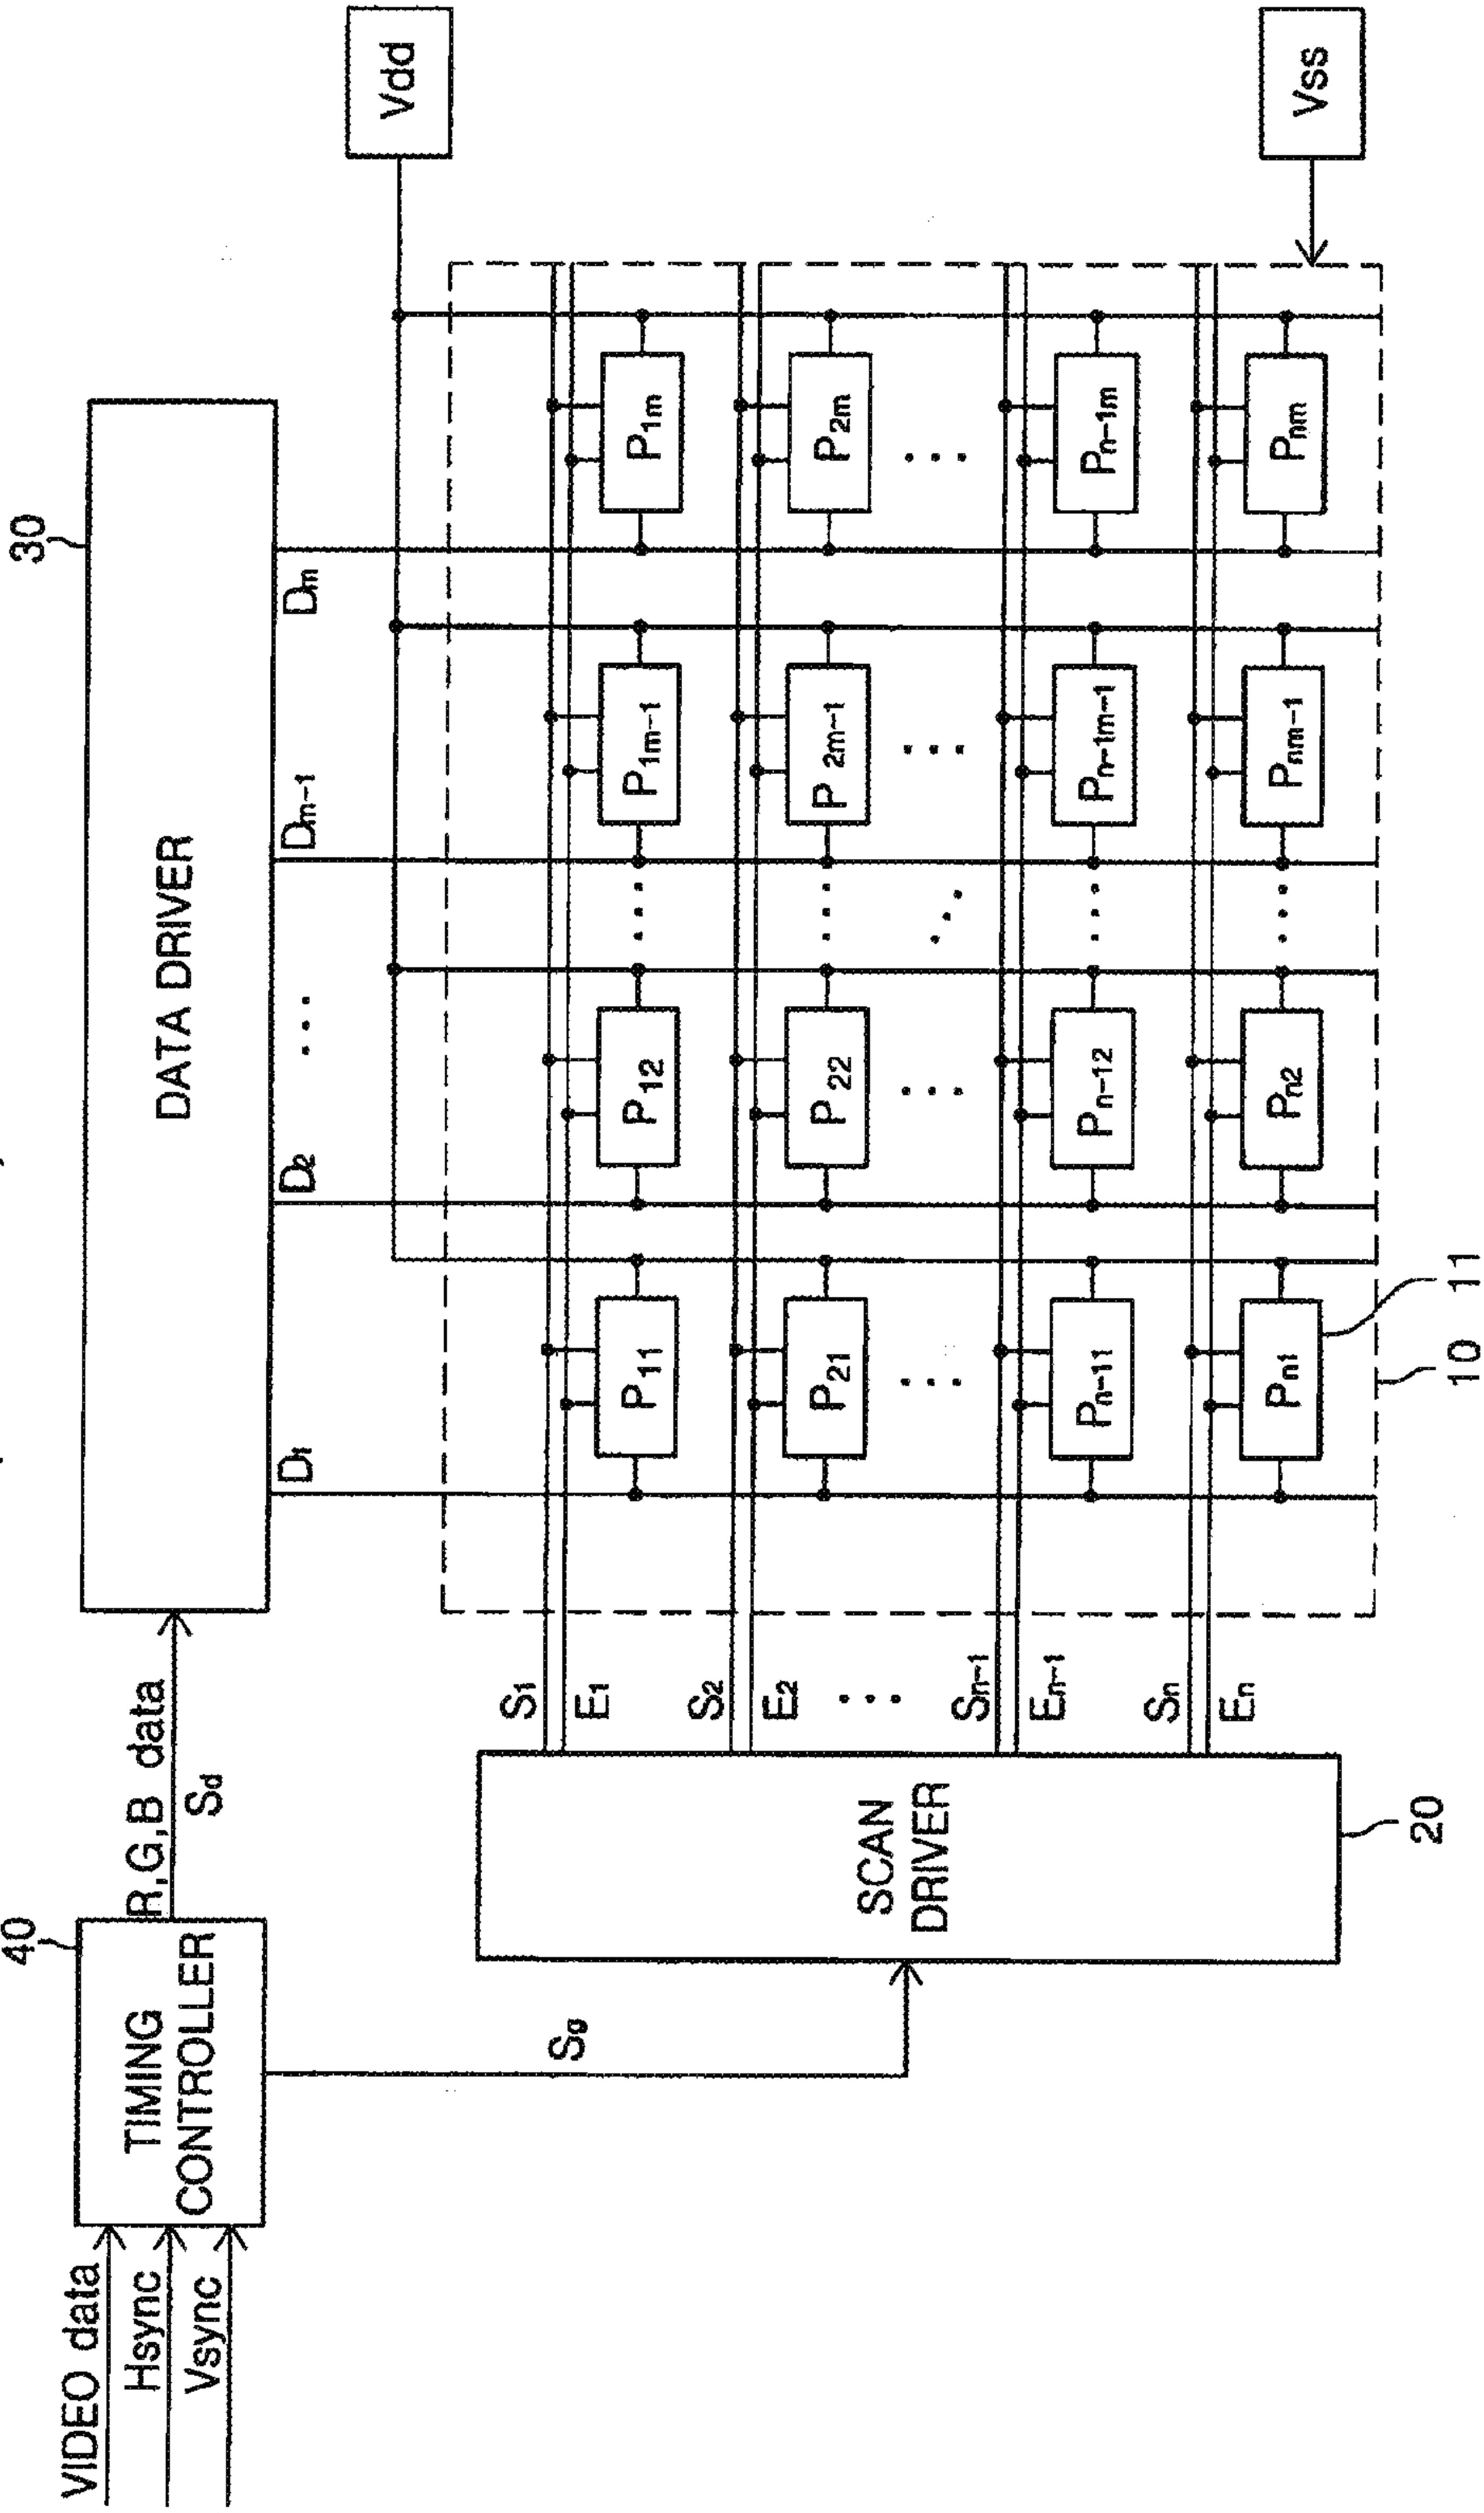 40
30
VIDEO data
Hsync
Vsync
TIMING
CONTROLLER
R,G,B data
Sd
DATA DRIVER
Sg
D1
D2
...
Dm-1
Dm
Vdd
SCAN
DRIVER
20
S1
E1
P11
P12
...
P1m-1
P1m
S2
E2
P21
P22
...
P2m-1
P2m
...
...
...
...
...
...
Sn-1
En-1
Pn-11
Pn-12
...
Pn-1m-1
Pn-1m
Sn
En
Pn1
Pn2
...
Pnm-1
Pnm
Vss
10
11